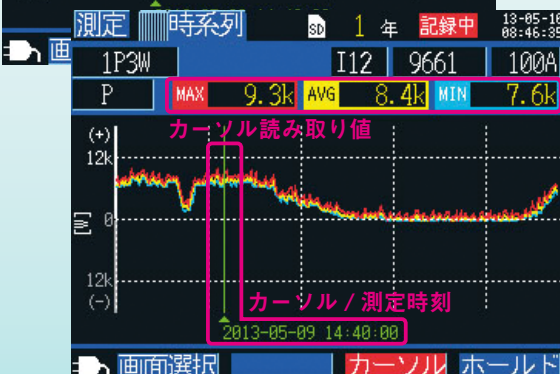 測定 時系列 SD 1 年 記録中 13-05-10
08:46:35
画
1P3W I12 9661 100A
P MAX 9.3k AVG 8.4k MIN 7.6k
カーソル読み取り値
(+)
12k
[W] 0
12k
(-)
カーソル / 測定時刻
2013-05-09 14:40:00
画面選択 カーソル ホールド